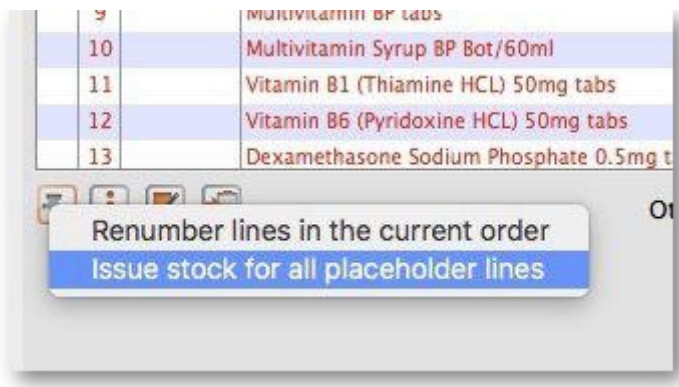 9 Multivitamin BP tabs
10 Multivitamin Syrup BP Bot/60ml
11 Vitamin B1 (Thiamine HCL) 50mg tabs
12 Vitamin B6 (Pyridoxine HCL) 50mg tabs
13 Dexamethasone Sodium Phosphate 0.5mg t
Ot
Renumber lines in the current order
Issue stock for all placeholder lines